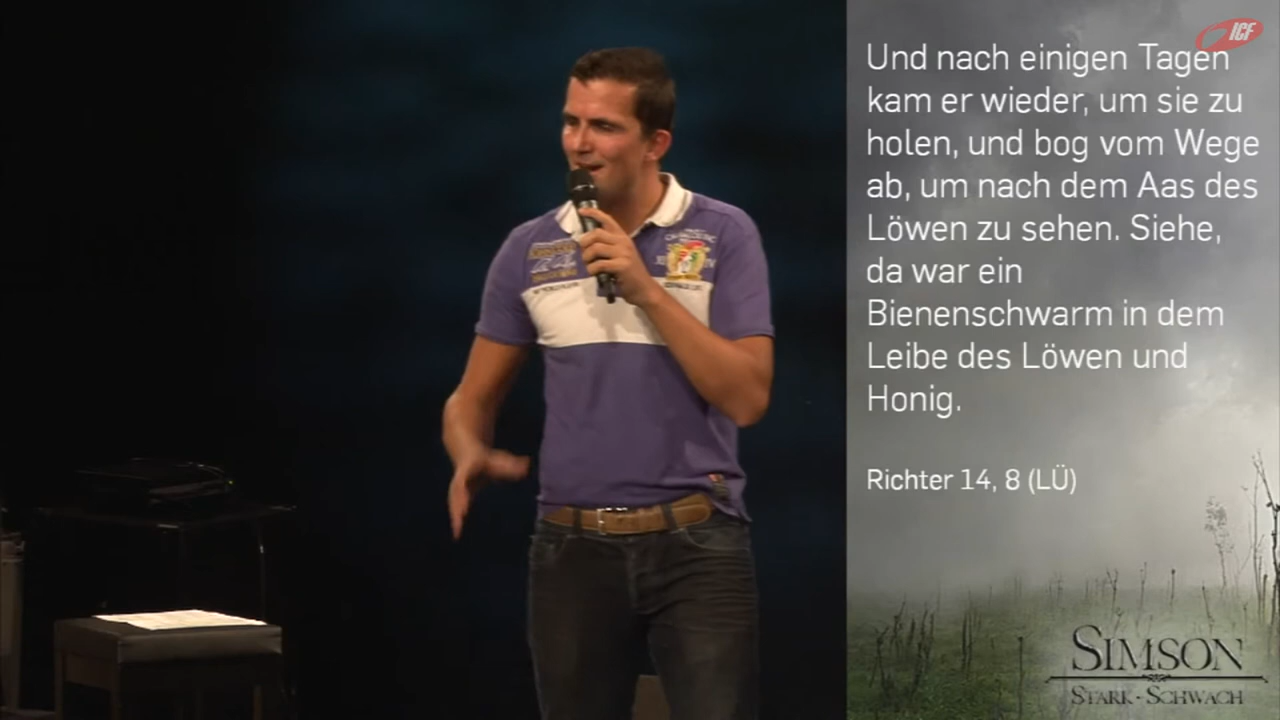 ICF
Und nach einigen Tagen
kam er wieder, um sie zu
holen, und bog vom Wege
ab, um nach dem Aas des
Löwen zu sehen. Siehe,
da war ein
Bienenschwarm in dem
Leibe des Löwen und
Honig.
Richter 14, 8 (LÜ)
SIMSON
STARK - SCHWACH